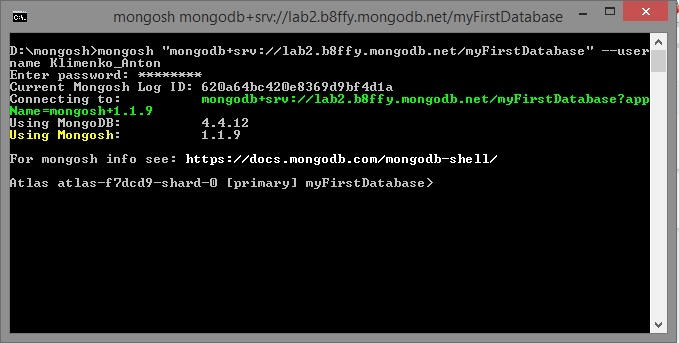 mongosh mongodb+srv://lab2.b8ffy.mongodb.net/myFirstDatabase
D:\mongosh>mongosh "mongodb+srv://lab2.b8ffy.mongodb.net/myFirstDatabase" --user
name Klimenko_Anton
Enter password: ********
Current Mongosh Log ID: 620a64bc420e8369d9bf4d1a
Connecting to: mongodb+srv://lab2.b8ffy.mongodb.net/myFirstDatabase?app
Name=mongosh+1.1.9
Using MongoDB: 4.4.12
Using Mongosh: 1.1.9
For mongosh info see: https://docs.mongodb.com/mongodb-shell/
Atlas atlas-f7dcd9-shard-0 [primary] myFirstDatabase>